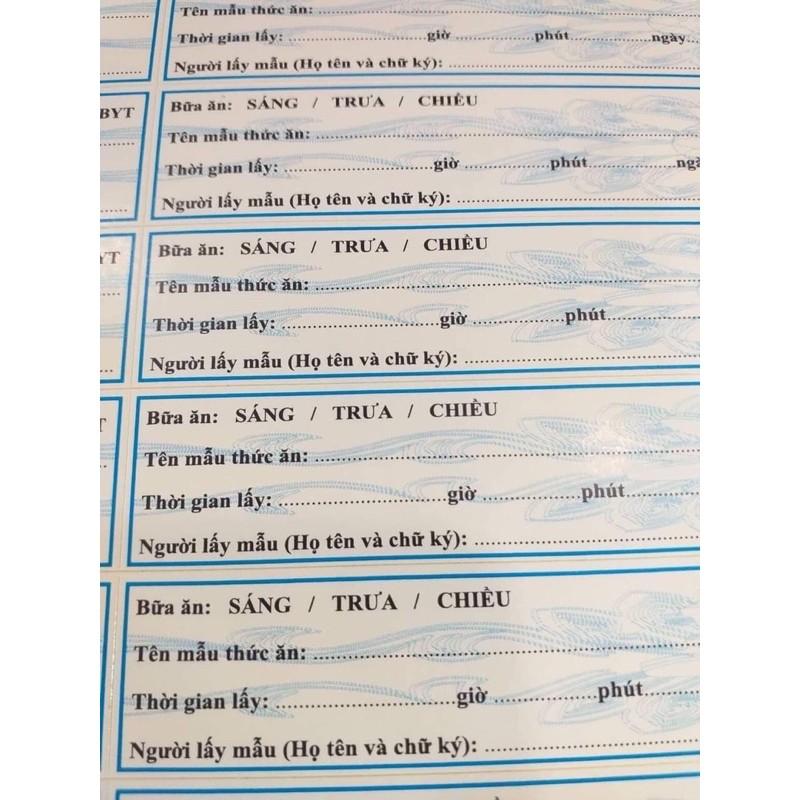 Tên mẫu thức ăn:
Thời gian lấy: ..........giờ ..........phút..........ngày...
Người lấy mẫu (Họ tên và chữ ký): ..........
BYT
Bữa ăn: SÁNG / TRƯA / CHIỀU
Tên mẫu thức ăn: ..........
Thời gian lấy: ..........giờ ..........phút..........ngà
Người lấy mẫu (Họ tên và chữ ký): ..........
YT
Bữa ăn: SÁNG / TRƯA / CHIỀU
Tên mẫu thức ăn: ..........
Thời gian lấy: ..........giờ ..........phút..........
Người lấy mẫu (Họ tên và chữ ký): ..........
T
Bữa ăn: SÁNG / TRƯA / CHIỀU
Tên mẫu thức ăn: ..........
Thời gian lấy: ..........giờ ..........phút..........
Người lấy mẫu (Họ tên và chữ ký): ..........
Bữa ăn: SÁNG / TRƯA / CHIỀU
Tên mẫu thức ăn: ..........
Thời gian lấy: ..........giờ ..........phút..........
Người lấy mẫu (Họ tên và chữ ký): ..........